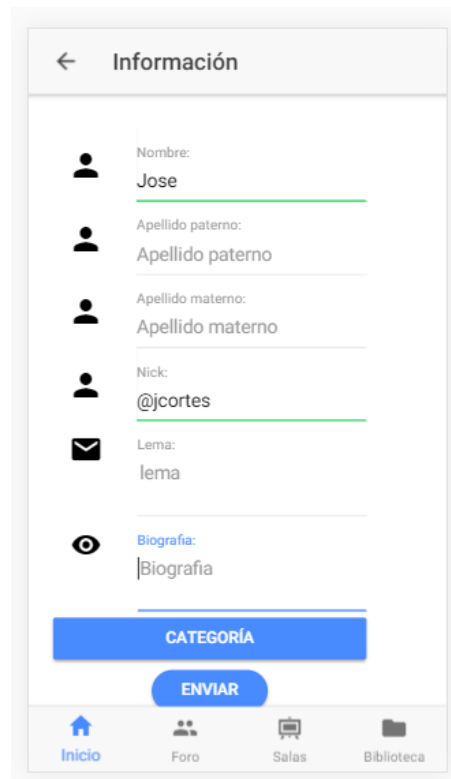 Información
Nombre:
Jose
Apellido paterno:
Apellido paterno
Apellido materno:
Apellido materno
Nick:
@jcortes
Lema:
lema
Biografia:
Biografia
CATEGORÍA
ENVIAR
Inicio Foro Salas Biblioteca